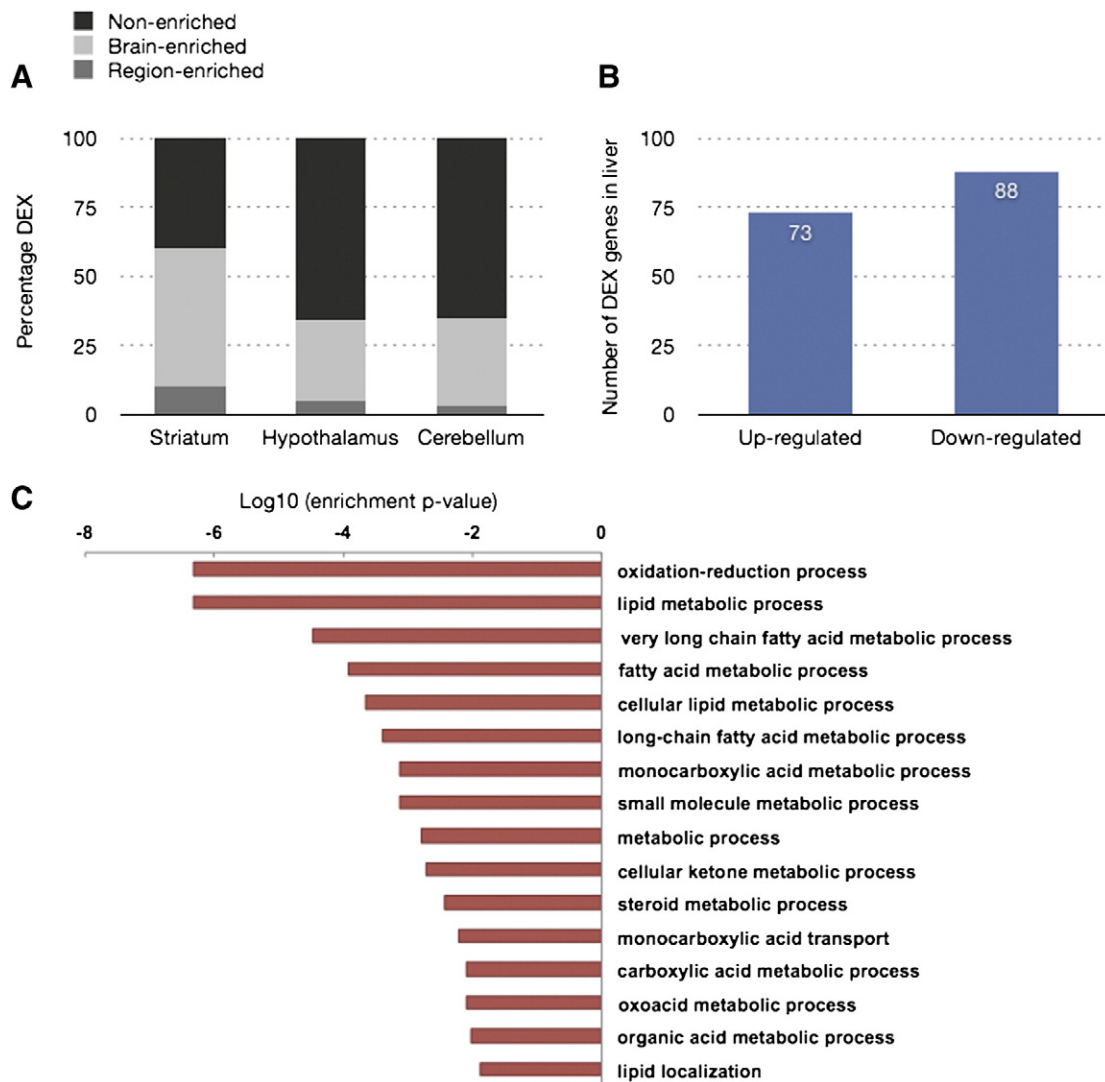 Non-enriched
Brain-enriched
Region-enriched
A
Percentage DEX
100
75
50
25
0
Striatum Hypothalamus Cerebellum
B
Number of DEX genes in liver
100
75
50
25
0
73
88
Up-regulated Down-regulated
C
Log10 (enrichment p-value)
-8 -6 -4 -2 0
oxidation-reduction process
lipid metabolic process
very long chain fatty acid metabolic process
fatty acid metabolic process
cellular lipid metabolic process
long-chain fatty acid metabolic process
monocarboxylic acid metabolic process
small molecule metabolic process
metabolic process
cellular ketone metabolic process
steroid metabolic process
monocarboxylic acid transport
carboxylic acid metabolic process
oxoacid metabolic process
organic acid metabolic process
lipid localization